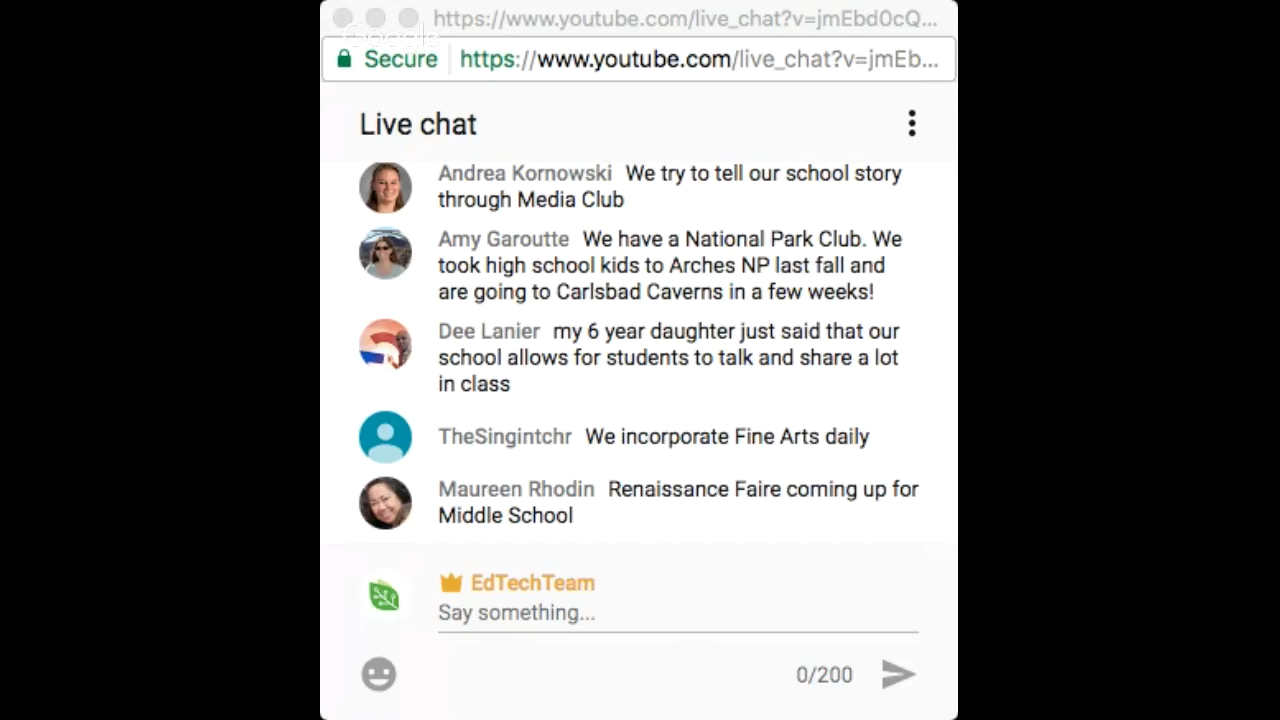 https://www.youtube.com/live_chat?v=jmEbd0cQ...
Google
Secure https://www.youtube.com/live_chat?v=jmEb...
Live chat
Andrea Kornowski We try to tell our school story
through Media Club
Amy Garoutte We have a National Park Club. We
took high school kids to Arches NP last fall and
are going to Carlsbad Caverns in a few weeks!
Dee Lanier my 6 year daughter just said that our
school allows for students to talk and share a lot
in class
TheSingintchr We incorporate Fine Arts daily
Maureen Rhodin Renaissance Faire coming up for
Middle School
EdTechTeam
Say something...
0/200